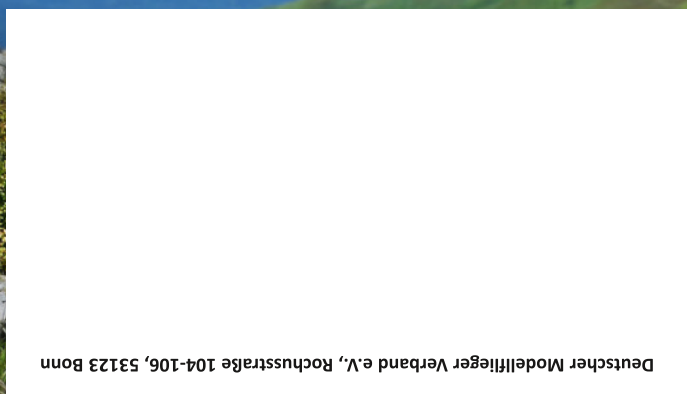 Deutscher Modellflieger Verband e.V., Rochusstraße 104-106, 53123 Bonn